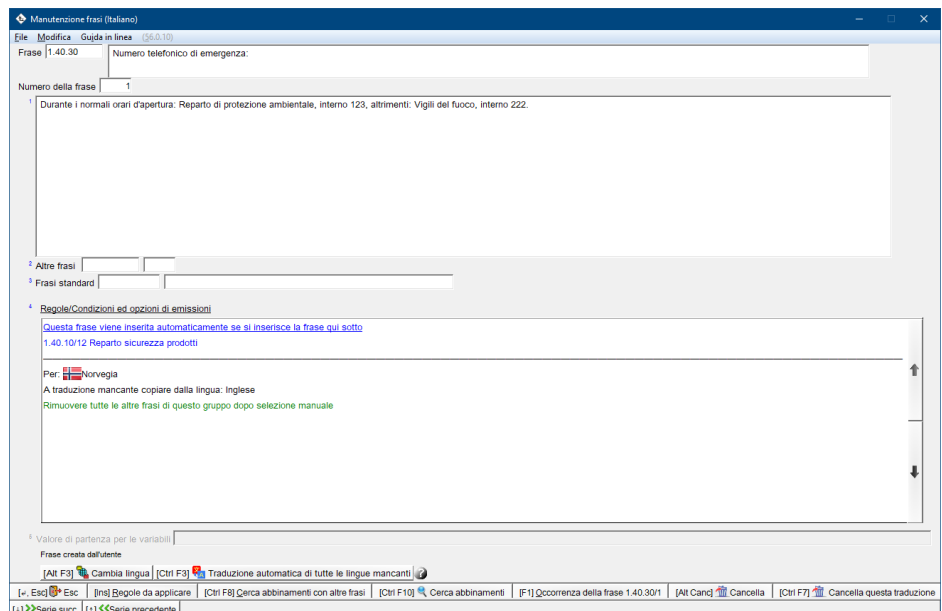 Manutenzione frasi (Italiano)
File Modifica Guida in linea (§6.0.10)
Frase 1.40.30 Numero telefonico di emergenza:
Numero della frase 1
1 Durante i normali orari d'apertura: Reparto di protezione ambientale, interno 123, altrimenti: Vigili del fuoco, interno 222.
2 Altre frasi
3 Frasi standard
4 Regole/Condizioni ed opzioni di emissioni
Questa frase viene inserita automaticamente se si inserisce la frase qui sotto
1.40.10/12 Reparto sicurezza prodotti
Per: Norvegia
A traduzione mancante copiare dalla lingua: Inglese
Rimuovere tutte le altre frasi di questo gruppo dopo selezione manuale
5 Valore di partenza per le variabili
Frase creata dall'utente
[Alt F3] Cambia lingua [Ctrl F3] Traduzione automatica di tutte le lingue mancanti ?
[↲, Esc] Esc [Ins] Regole da applicare [Ctrl F8] Cerca abbinamenti con altre frasi [Ctrl F10] Cerca abbinamenti [F1] Occorrenza della frase 1.40.30/1 [Alt Canc] Cancella [Ctrl F7] Cancella questa traduzione
[↓] Serie succ. [↑] Serie precedente